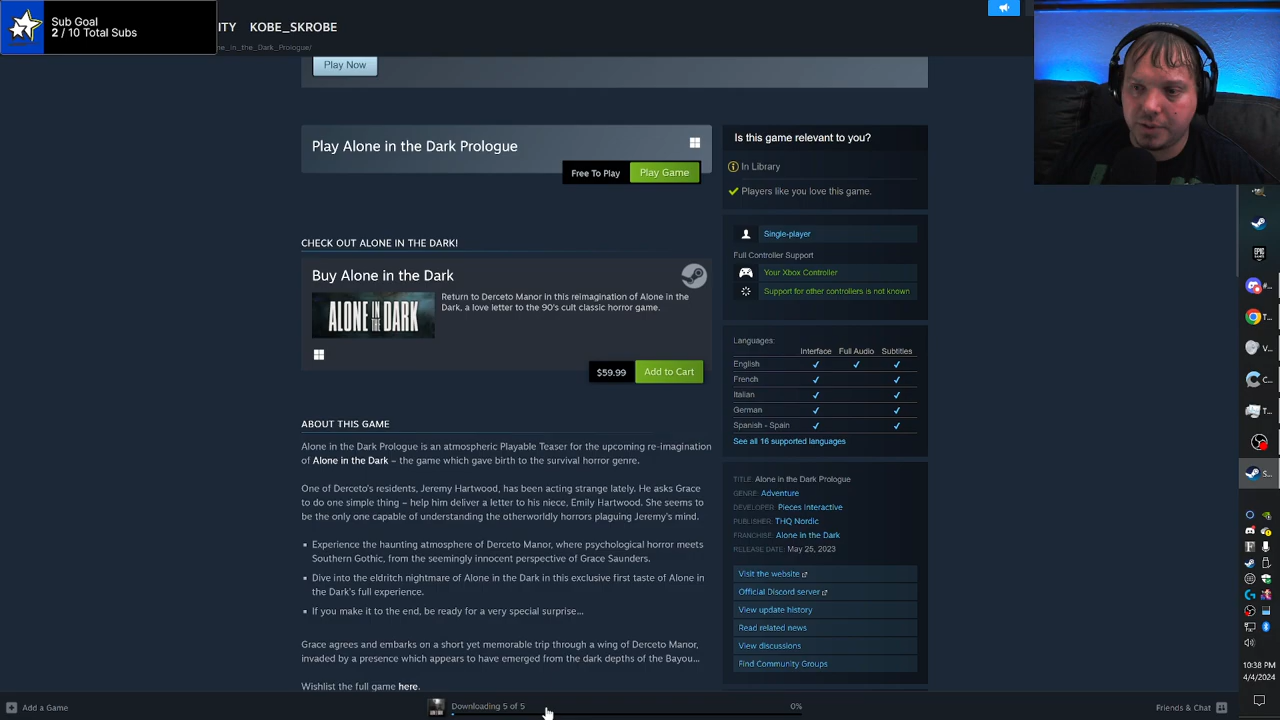 Sub Goal
2 / 10 Total Subs
ITY KOBE_SKROBE
ne_in_the_Dark_Prologue/
Play Now
Play Alone in the Dark Prologue
Free To Play
Play Game
CHECK OUT ALONE IN THE DARK!
Buy Alone in the Dark
ALONE IN THE DARK
Return to Derceto Manor in this reimagination of Alone in the
Dark, a love letter to the 90's cult classic horror game.
$59.99
Add to Cart
ABOUT THIS GAME
Alone in the Dark Prologue is an atmospheric Playable Teaser for the upcoming re-imagination
of Alone in the Dark – the game which gave birth to the survival horror genre.
One of Derceto's residents, Jeremy Hartwood, has been acting strange lately. He asks Grace
to do one simple thing – help him deliver a letter to his niece, Emily Hartwood. She seems to
be the only one capable of understanding the otherworldly horrors plaguing Jeremy's mind.
Experience the haunting atmosphere of Derceto Manor, where psychological horror meets
Southern Gothic, from the seemingly innocent perspective of Grace Saunders.
Dive into the eldritch nightmare of Alone in the Dark in this exclusive first taste of Alone in
the Dark's full experience.
If you make it to the end, be ready for a very special surprise...
Grace agrees and embarks on a short yet memorable trip through a wing of Derceto Manor,
invaded by a presence which appears to have emerged from the dark depths of the Bayou...
Wishlist the full game here.
Is this game relevant to you?
In Library
Players like you love this game.
Single-player
Full Controller Support
Your Xbox Controller
Support for other controllers is not known
Languages:
Interface Full Audio Subtitles
English ✔ ✔ ✔
French ✔ ✔
Italian ✔ ✔
German ✔ ✔
Spanish - Spain ✔ ✔
See all 16 supported languages
TITLE: Alone in the Dark Prologue
GENRE: Adventure
DEVELOPER: Pieces Interactive
PUBLISHER: THQ Nordic
FRANCHISE: Alone in the Dark
RELEASE DATE: May 25, 2023
Visit the website
Official Discord server
View update history
Read related news
View discussions
Find Community Groups
Add a Game
Downloading 5 of 5
0%
Friends & Chat
10:38 PM
4/4/2024